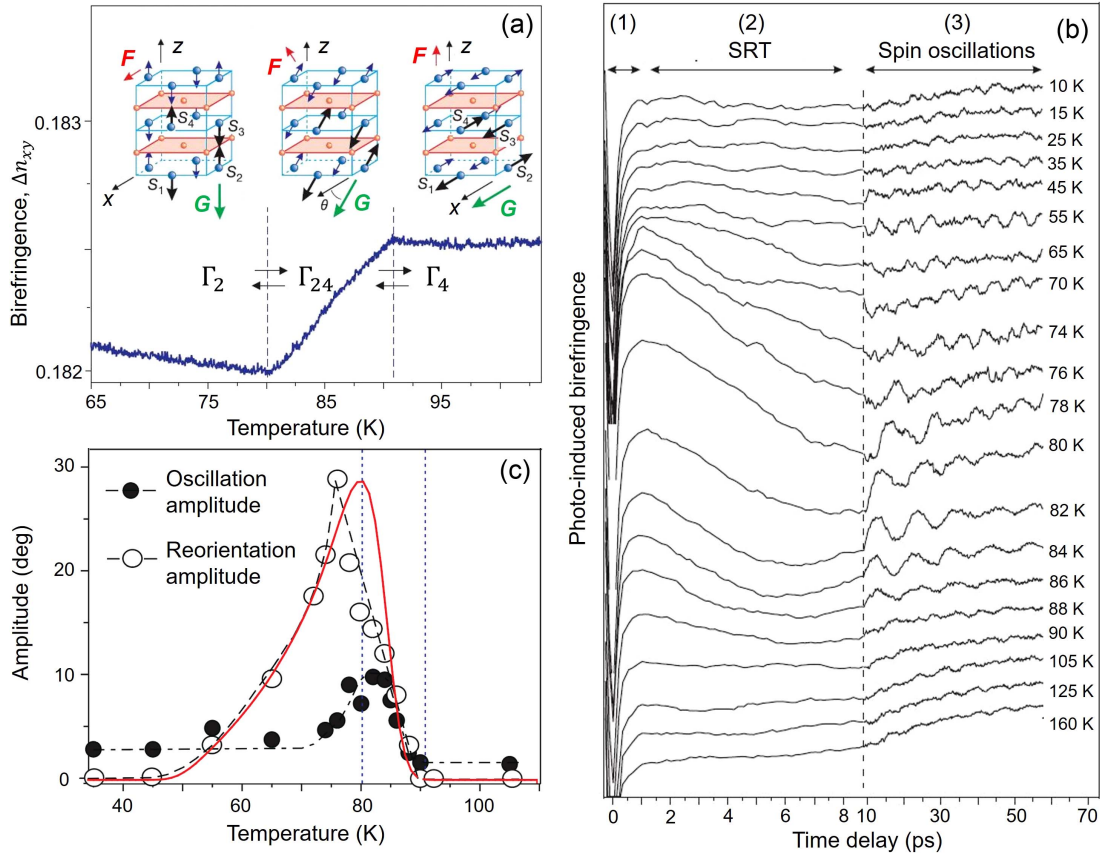 (a)
Birefringence, Δn_xy
0.183
0.182
F
z
S4
S3
S1
S2
x
G
F
z
θ
G
F
z
S4
S3
S1
S2
x
G
Γ2
Γ24
Γ4
65
75
85
95
Temperature (K)
(c)
Oscillation
amplitude
Reorientation
amplitude
Amplitude (deg)
30
20
10
0
40
60
80
100
Temperature (K)
(1)
(2)
(3)
(b)
SRT
Spin oscillations
Photo-induced birefringence
10 K
15 K
25 K
35 K
45 K
55 K
65 K
70 K
74 K
76 K
78 K
80 K
82 K
84 K
86 K
88 K
90 K
105 K
125 K
160 K
0
2
4
6
8
10
30
50
70
Time delay (ps)